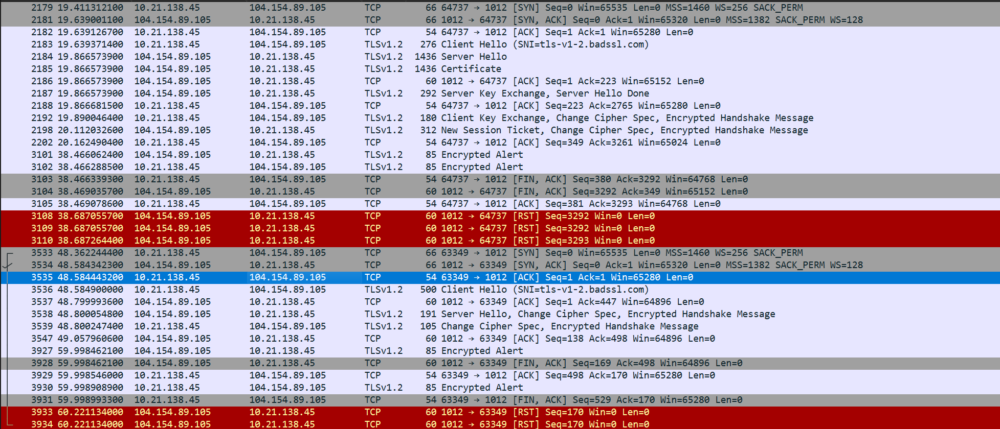 2179 19.411312100 10.21.138.45 104.154.89.105 TCP 66 64737 → 1012 [SYN] Seq=0 Win=65535 Len=0 MSS=1460 WS=256 SACK_PERM
2181 19.639001100 104.154.89.105 10.21.138.45 TCP 66 1012 → 64737 [SYN, ACK] Seq=0 Ack=1 Win=65320 Len=0 MSS=1382 SACK_PERM WS=128
2182 19.639126700 10.21.138.45 104.154.89.105 TCP 54 64737 → 1012 [ACK] Seq=1 Ack=1 Win=65280 Len=0
2183 19.639371400 10.21.138.45 104.154.89.105 TLSv1.2 276 Client Hello (SNI=tls-v1-2.badssl.com)
2184 19.866573900 104.154.89.105 10.21.138.45 TLSv1.2 1436 Server Hello
2185 19.866573900 104.154.89.105 10.21.138.45 TLSv1.2 1436 Certificate
2186 19.866573900 104.154.89.105 10.21.138.45 TCP 60 1012 → 64737 [ACK] Seq=1 Ack=223 Win=65152 Len=0
2187 19.866573900 104.154.89.105 10.21.138.45 TLSv1.2 292 Server Key Exchange, Server Hello Done
2188 19.866681500 10.21.138.45 104.154.89.105 TCP 54 64737 → 1012 [ACK] Seq=223 Ack=2765 Win=65280 Len=0
2192 19.890046400 10.21.138.45 104.154.89.105 TLSv1.2 180 Client Key Exchange, Change Cipher Spec, Encrypted Handshake Message
2198 20.112032600 104.154.89.105 10.21.138.45 TLSv1.2 312 New Session Ticket, Change Cipher Spec, Encrypted Handshake Message
2202 20.162490400 10.21.138.45 104.154.89.105 TCP 54 64737 → 1012 [ACK] Seq=349 Ack=3261 Win=65024 Len=0
3101 38.466062400 104.154.89.105 10.21.138.45 TLSv1.2 85 Encrypted Alert
3102 38.466288500 10.21.138.45 104.154.89.105 TLSv1.2 85 Encrypted Alert
3103 38.466339300 10.21.138.45 104.154.89.105 TCP 54 64737 → 1012 [FIN, ACK] Seq=380 Ack=3292 Win=64768 Len=0
3104 38.469035700 104.154.89.105 10.21.138.45 TCP 60 1012 → 64737 [FIN, ACK] Seq=3292 Ack=349 Win=65152 Len=0
3105 38.469078600 10.21.138.45 104.154.89.105 TCP 54 64737 → 1012 [ACK] Seq=381 Ack=3293 Win=64768 Len=0
3108 38.687055700 104.154.89.105 10.21.138.45 TCP 60 1012 → 64737 [RST] Seq=3292 Win=0 Len=0
3109 38.687055700 104.154.89.105 10.21.138.45 TCP 60 1012 → 64737 [RST] Seq=3292 Win=0 Len=0
3110 38.687264400 104.154.89.105 10.21.138.45 TCP 60 1012 → 64737 [RST] Seq=3293 Win=0 Len=0
3533 48.362244400 10.21.138.45 104.154.89.105 TCP 66 63349 → 1012 [SYN] Seq=0 Win=65535 Len=0 MSS=1460 WS=256 SACK_PERM
3534 48.584342300 104.154.89.105 10.21.138.45 TCP 66 1012 → 63349 [SYN, ACK] Seq=0 Ack=1 Win=65320 Len=0 MSS=1382 SACK_PERM WS=128
3535 48.584443200 10.21.138.45 104.154.89.105 TCP 54 63349 → 1012 [ACK] Seq=1 Ack=1 Win=65280 Len=0
3536 48.584900000 10.21.138.45 104.154.89.105 TLSv1.2 500 Client Hello (SNI=tls-v1-2.badssl.com)
3537 48.799993600 104.154.89.105 10.21.138.45 TCP 60 1012 → 63349 [ACK] Seq=1 Ack=447 Win=64896 Len=0
3538 48.800054800 104.154.89.105 10.21.138.45 TLSv1.2 191 Server Hello, Change Cipher Spec, Encrypted Handshake Message
3539 48.800247400 10.21.138.45 104.154.89.105 TLSv1.2 105 Change Cipher Spec, Encrypted Handshake Message
3547 49.057960600 104.154.89.105 10.21.138.45 TCP 60 1012 → 63349 [ACK] Seq=138 Ack=498 Win=64896 Len=0
3927 59.998462100 104.154.89.105 10.21.138.45 TLSv1.2 85 Encrypted Alert
3928 59.998462100 104.154.89.105 10.21.138.45 TCP 60 1012 → 63349 [FIN, ACK] Seq=169 Ack=498 Win=64896 Len=0
3929 59.998546000 10.21.138.45 104.154.89.105 TCP 54 63349 → 1012 [ACK] Seq=498 Ack=170 Win=65280 Len=0
3930 59.998908900 10.21.138.45 104.154.89.105 TLSv1.2 85 Encrypted Alert
3931 59.998993300 10.21.138.45 104.154.89.105 TCP 54 63349 → 1012 [FIN, ACK] Seq=529 Ack=170 Win=65280 Len=0
3933 60.221134000 104.154.89.105 10.21.138.45 TCP 60 1012 → 63349 [RST] Seq=170 Win=0 Len=0
3934 60.221134000 104.154.89.105 10.21.138.45 TCP 60 1012 → 63349 [RST] Seq=170 Win=0 Len=0